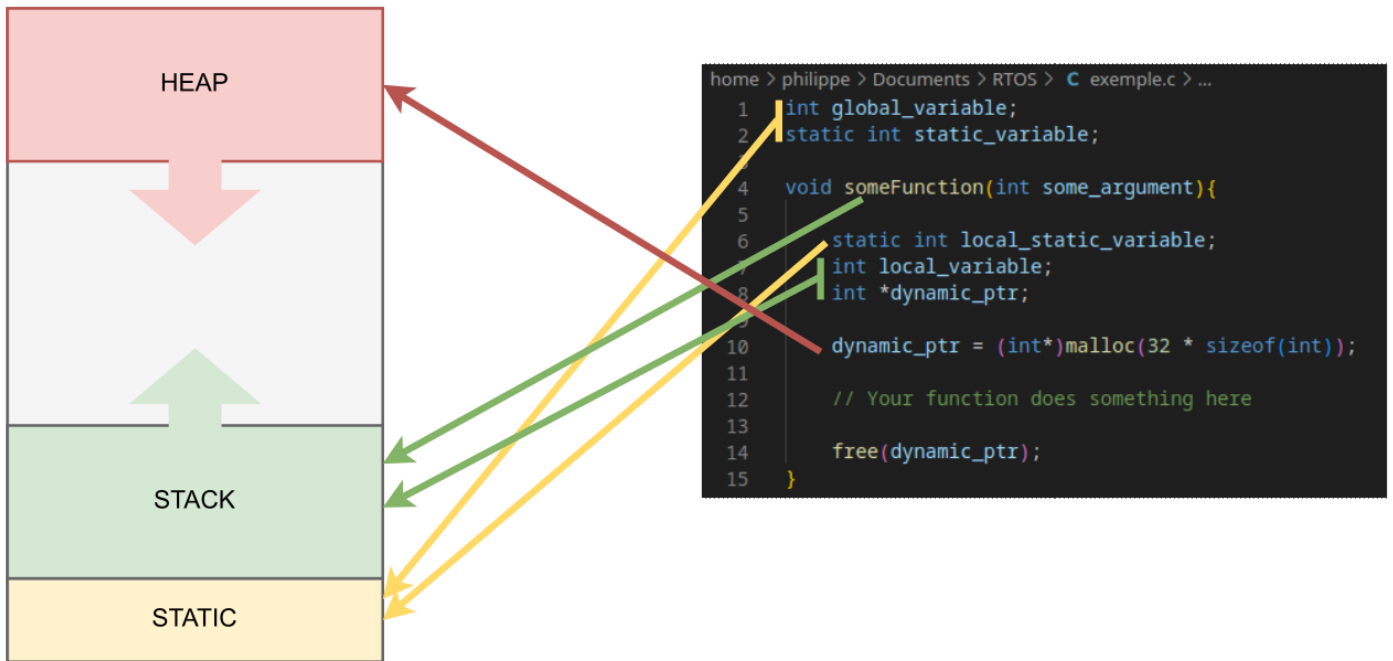 HEAP
STACK
STATIC
home > philippe > Documents > RTOS > C exemple.c > ...
1 int global_variable;
2 static int static_variable;
3
4 void someFunction(int some_argument){
5
6 static int local_static_variable;
7 int local_variable;
8 int *dynamic_ptr;
9
10 dynamic_ptr = (int*)malloc(32 * sizeof(int));
11
12 // Your function does something here
13
14 free(dynamic_ptr);
15 }